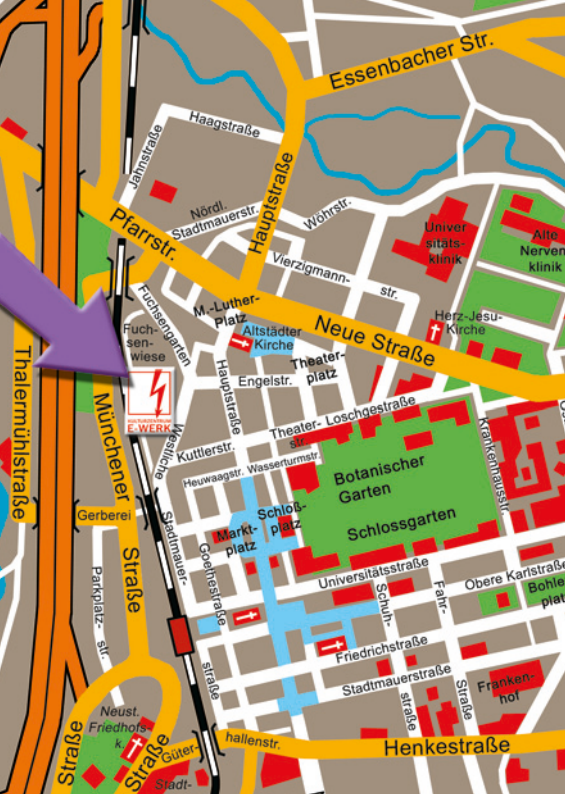 Essenbacher Str.
Haagstraße
Jahnstraße
Hauptstraße
Nördl.
Stadtmauerstr.
Wöhrstr.
Pfarrstr.
Univer
sitäts-
klinik
Alte
Nerven
klinik
Vierzigmann-
str.
Fuchsengarten
M.-Luther-
Platz
Herz-Jesu-
Kirche
Fuch-
sen-
wiese
Altstädter
Kirche
Neue Straße
Theater-
platz
Thalermühlstraße
Hauptstraße
Engelstr.
KULTURZENTRUM
E-WERK
Münchener
Straße
Westliche
Stadtmauer-
straße
Theater-
str.
Loschgestraße
Krankenhausstr.
Kuttlerstr.
Heuwaagstr.
Wasserturmstr.
Botanischer
Garten
Schloß-
platz
Schlossgarten
Gerberei
Markt-
platz
Goethestraße
Universitätsstraße
Parkplatz-
str.
Schuh-
straße
Fahr-
Straße
Obere Karlstraße
Bohle
plat
Friedrichstraße
Stadtmauerstraße
Franken-
hof
Neust.
Friedhofs-
k.
Straße
Straße
Güter-
hallenstr.
Henkestraße
Stadt-